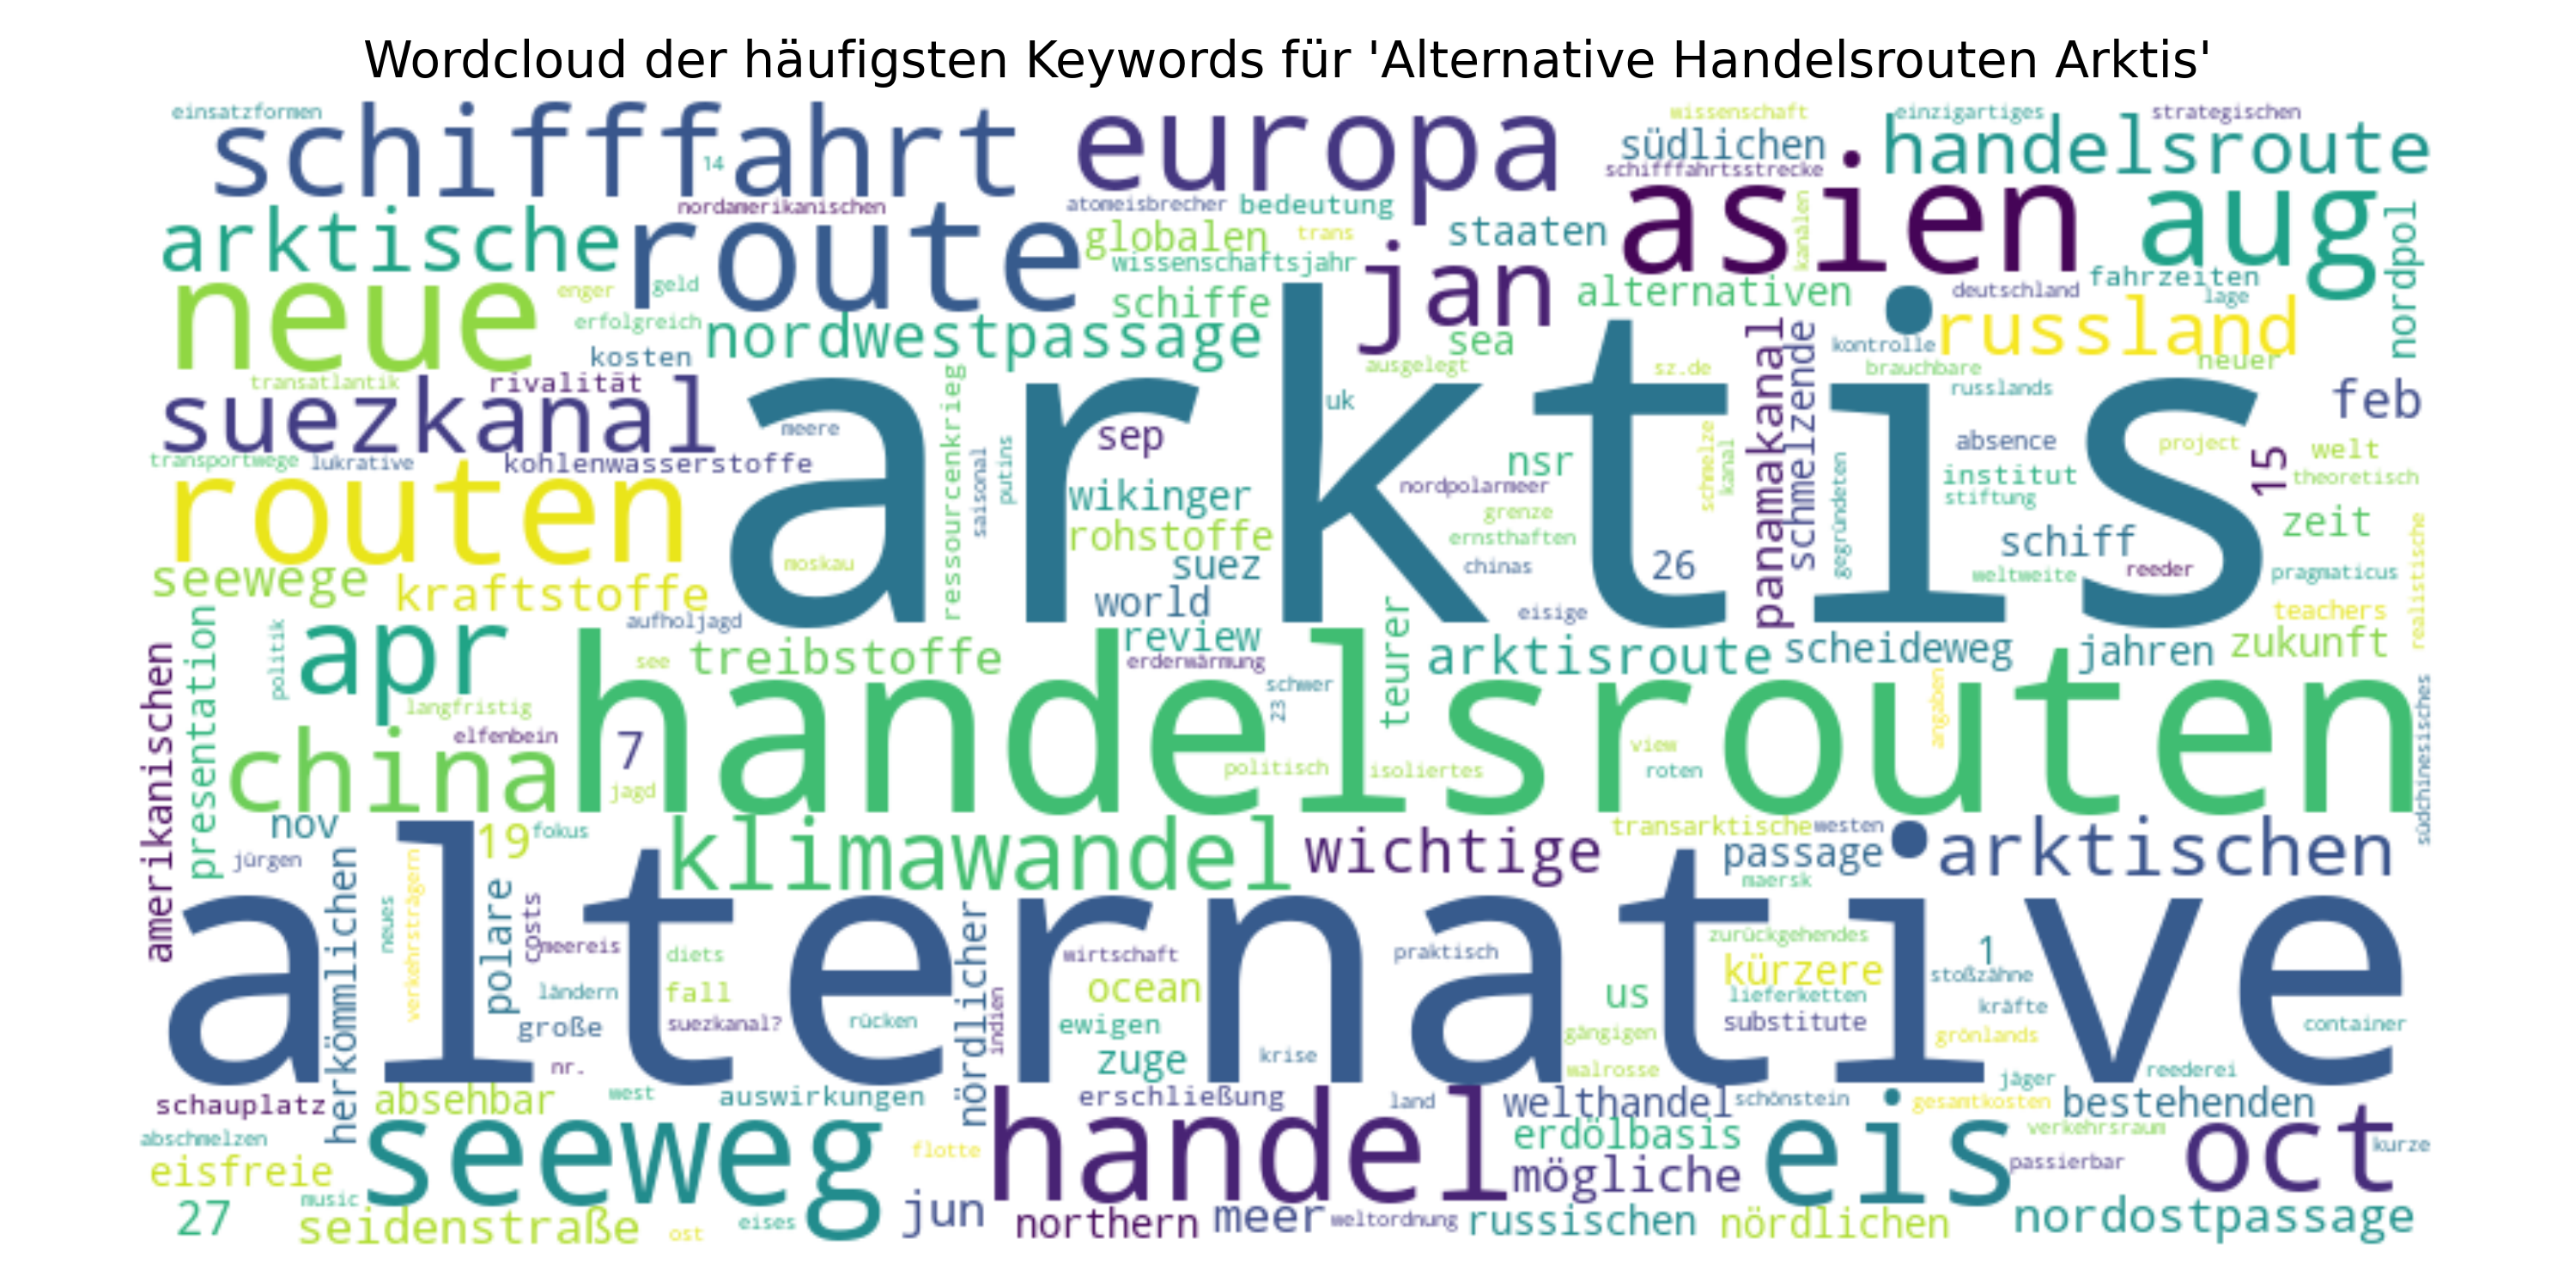 Wordcloud der häufigsten Keywords für 'Alternative Handelsrouten Arktis'
einsatzformen
schifffahrt
14
europa
wissenschaft
südlichen
schifffahrtsstrecke
einzigartiges
strategischen
handelsroute
arktische
nordamerikanischen
route
atomeisbrecher
bedeutung
globalen
trans
wissenschaftsjahr
staaten
jan
asien
kanälen
aug
nordpol
neue
enger
geld
erfolgreich
schiffe
alternativen
deutschland
fahrzeiten
lage
russland
neuer
nordwestpassage
kosten
sea
ausgelegt
sz.de
kontrolle
brauchbare
russlands
transatlantik
rivalität
suezkanal
arktis
uk
panamakanal
schmelzende
feb
meere
sep
absence
project
welt
15
theoretisch
transportwege
lukrative
kohlenwasserstoffe
ressourcenkrieg
saisonal
putins
nsr
schmelze
kanal
institut
stiftung
gegründeten
routen
wikinger
nordpolarmeer
grenze
rohstoffe
ernsthaften
zeit
schiff
realistische
moskau
suez
chinas
26
weltweite
reeder
pragmaticus
seewege
kraftstoffe
world
eisige
teachers
aufholjagd
review
teurer
politik
apr
see
treibstoffe
erderwärmung
arktisroute
scheideweg
jahren
zukunft
amerikanischen
presentation
langfristig
schwer
23
handelsrouten
angaben
südchinesisches
elfenbein
china
7
jagd
politisch
isoliertes
view
roten
nov
19
fokus
klimawandel
wichtige
transarktische
westen
passage
arktischen
jürgen
maersk
herkömmlichen
neues
verkehrsträgern
polare
costs
alternative
meereis
diets
nördlicher
wirtschaft
praktisch
zurückgehendes
1
kürzere
stoßzähne
ländern
fall
ocean
us
lieferketten
kräfte
große
suezkanal?
rücken
indien
ewigen
gängigen
substitute
grönlands
container
nr.
zuge
krise
walrosse
jäger
reederei
schauplatz
absehbar
west
auswirkungen
erschließung
land
welthandel
schönstein
gesamtkosten
bestehenden
abschmelzen
seeweg
handel
erdölbasis
eis
verkehrsraum
oct
kurze
eisfreie
flotte
mögliche
passierbar
27
music
seidenstraße
ost
eises
jun
northern
meer
weltordnung
russischen
nördlichen
nordostpassage